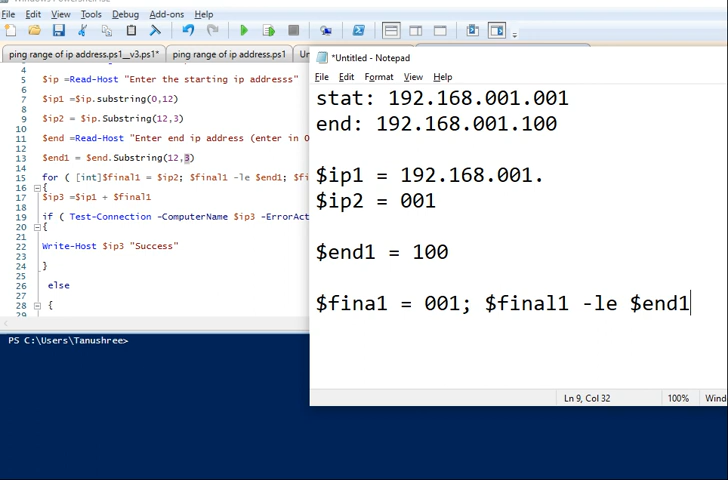 File Edit View Tools Debug Add-ons Help
ping range of ip address.ps1_v3.ps1* ping range of ip address.ps1
5 $ip =Read-Host "Enter the starting ip addresss"
6
7 $ip1 =$ip.substring(0,12)
8
9 $ip2 = $ip.Substring(12,3)
10
11 $end =Read-Host "Enter end ip address (enter in 0
12
13 $end1 = $end.Substring(12,3)
14
15 for ( [int]$final1 = $ip2; $final1 -le $end1; $fi
16 {
17 $ip3 =$ip1 + $final1
18
19 if ( Test-Connection -ComputerName $ip3 -ErrorAct
20 {
21
22 Write-Host $ip3 "Success"
23
24 }
25
26 else
27
28 {
29
PS C:\Users\Tanushree>
*Untitled - Notepad
File Edit Format View Help
stat: 192.168.001.001
end: 192.168.001.100
$ip1 = 192.168.001.
$ip2 = 001
$end1 = 100
$fina1 = 001; $final1 -le $end1
Ln 9, Col 32 100% Wind